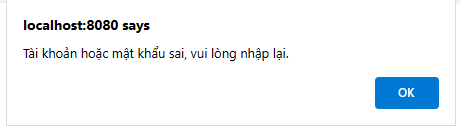 localhost:8080 says
Tài khoản hoặc mật khẩu sai, vui lòng nhập lại.
OK